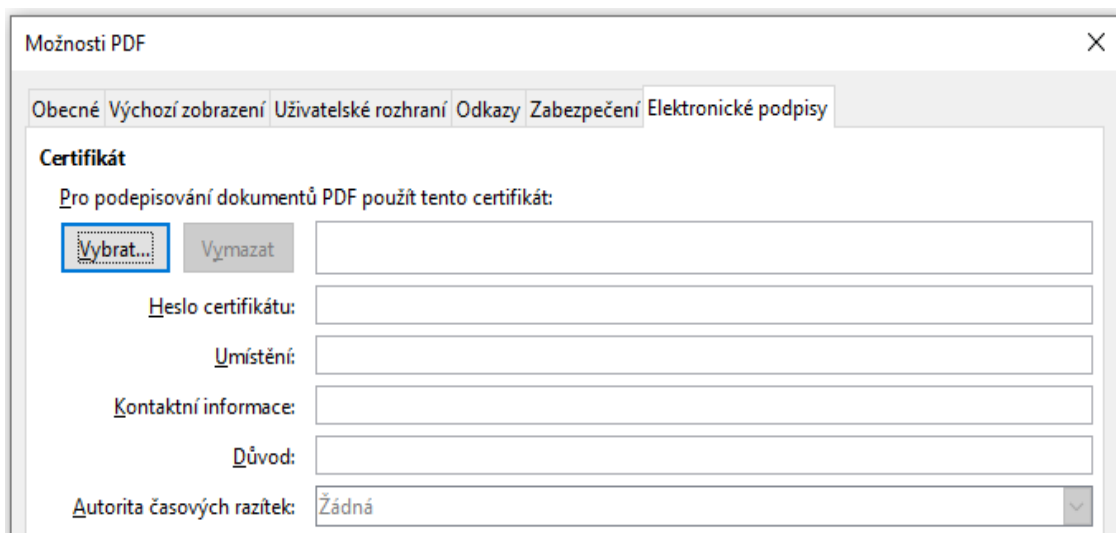 Možnosti PDF
Obecné Výchozí zobrazení Uživatelské rozhraní Odkazy Zabezpečení Elektronické podpisy
Certifikát
Pro podepisování dokumentů PDF použít tento certifikát:
Vybrat... Vymazat
Heslo certifikátu:
Umístění:
Kontaktní informace:
Důvod:
Autorita časových razítek: Žádná